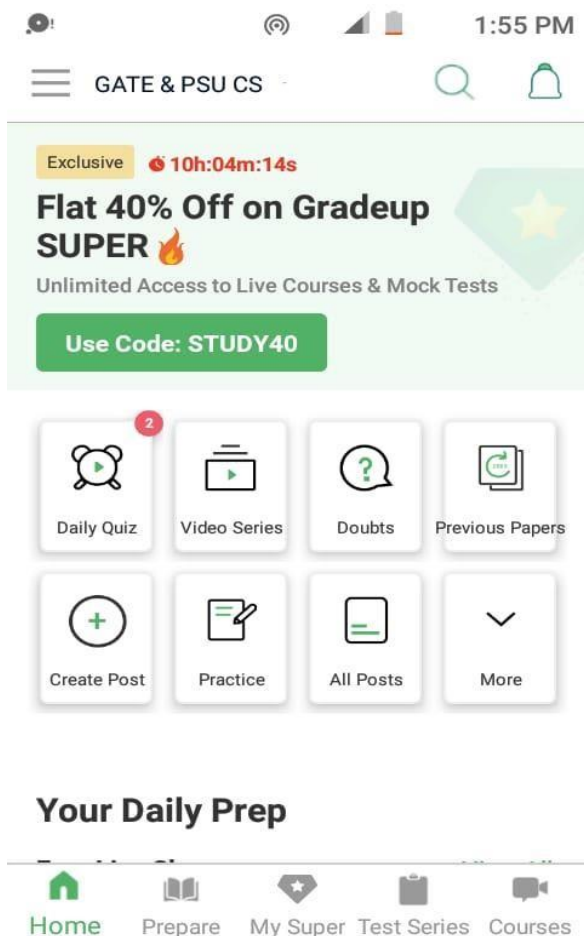 1:55 PM
GATE & PSU CS
Exclusive 10h:04m:14s
Flat 40% Off on Gradeup
SUPER🔥
Unlimited Access to Live Courses & Mock Tests
Use Code: STUDY40
2
Daily Quiz Video Series Doubts Previous Papers
Create Post Practice All Posts More
Your Daily Prep
Home Prepare My Super Test Series Courses